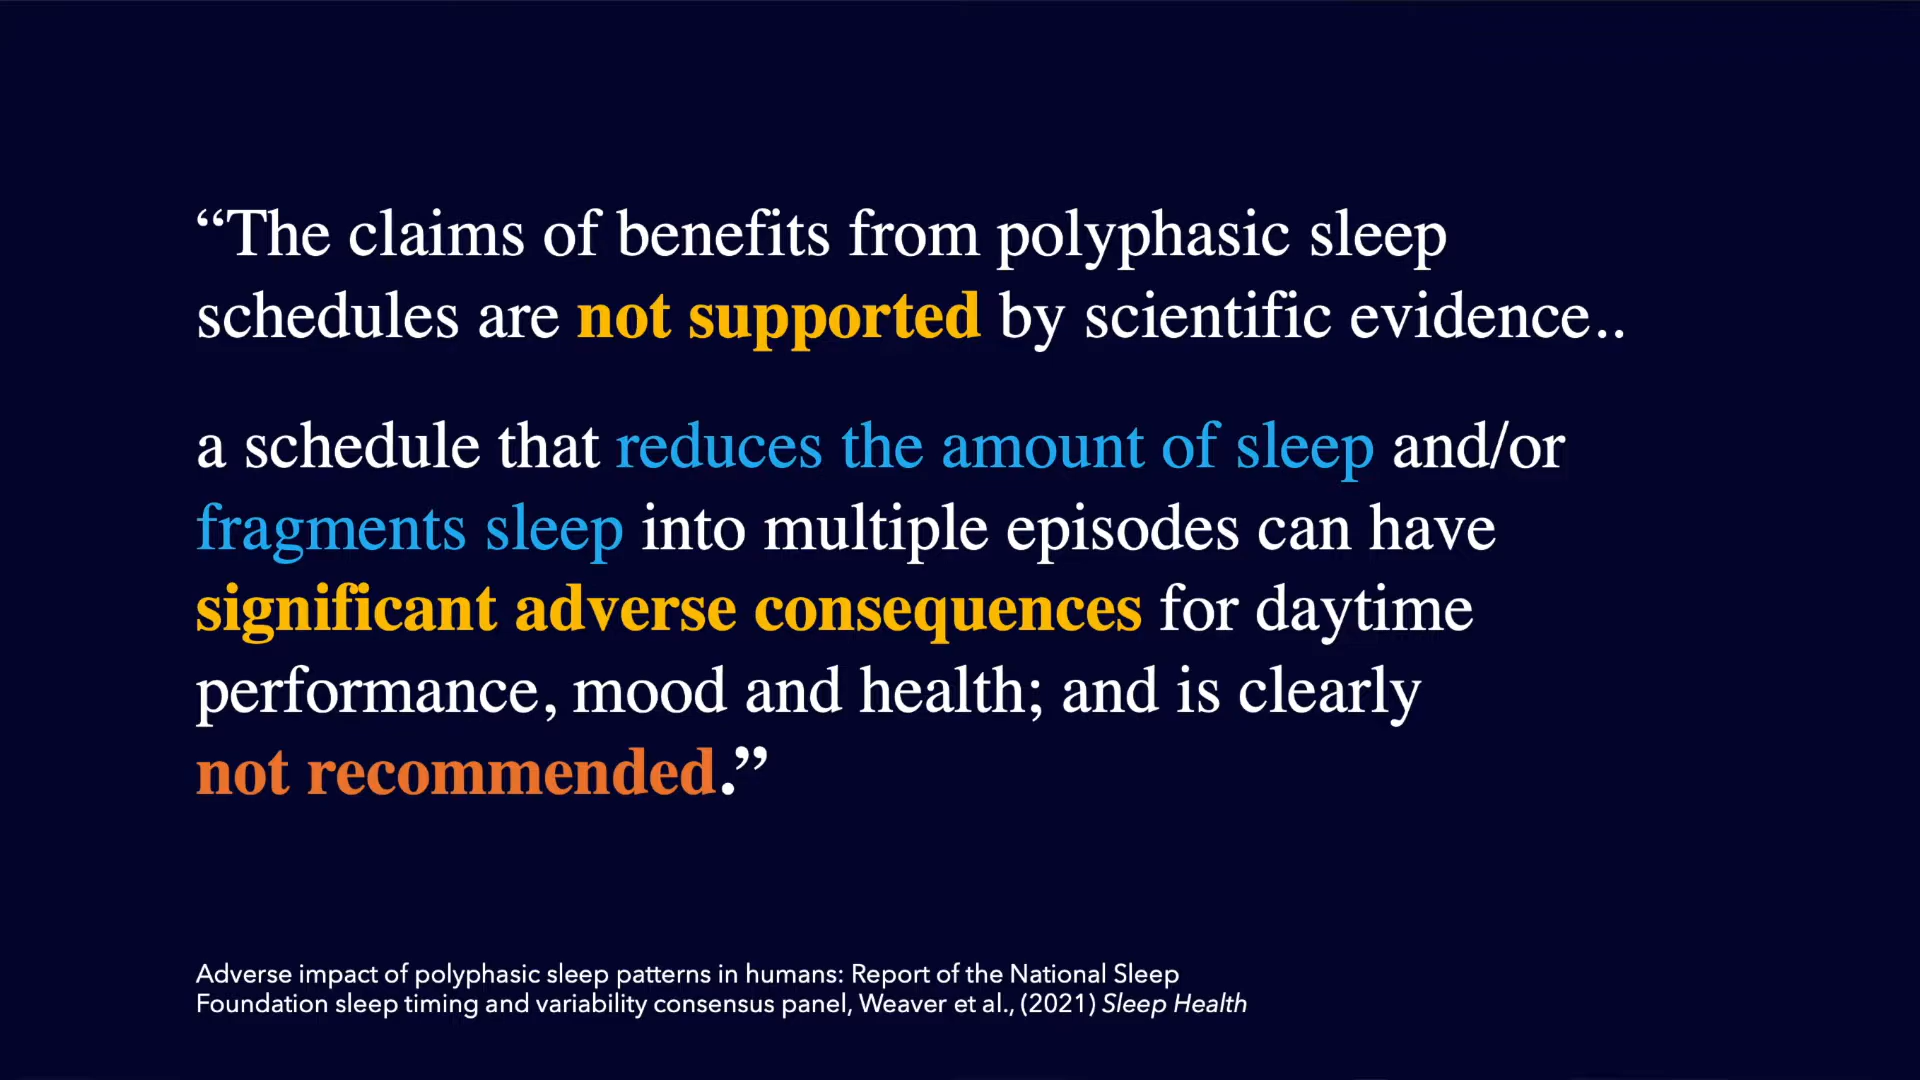 “The claims of benefits from polyphasic sleep
schedules are not supported by scientific evidence..
a schedule that reduces the amount of sleep and/or
fragments sleep into multiple episodes can have
significant adverse consequences for daytime
performance, mood and health; and is clearly
not recommended.”
Adverse impact of polyphasic sleep patterns in humans: Report of the National Sleep
Foundation sleep timing and variability consensus panel, Weaver et al., (2021) Sleep Health